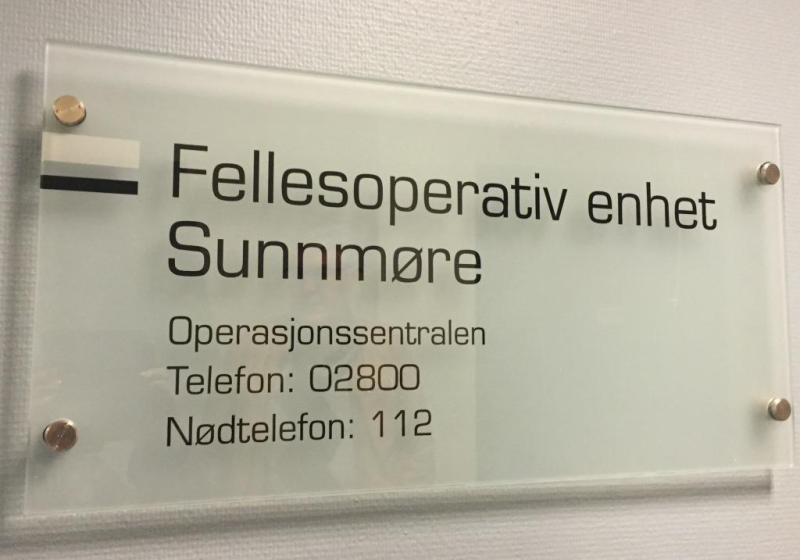 Fellesoperativ enhet
Sunnmøre
Operasjonssentralen
Telefon: 02800
Nødtelefon: 112